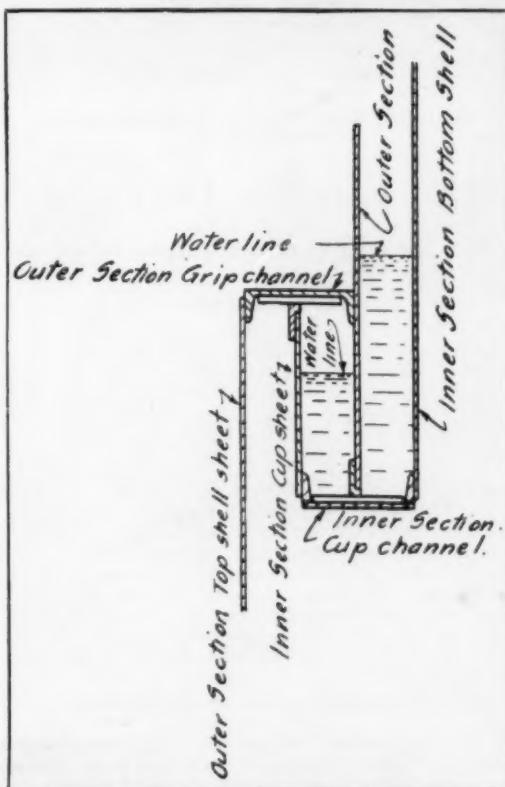 Outer Section
Inner Section Bottom Shell
Water line
Outer Section Grip channel
Water
line
Outer Section Top shell sheet
Inner Section Cup sheet
Inner Section.
Cup channel.